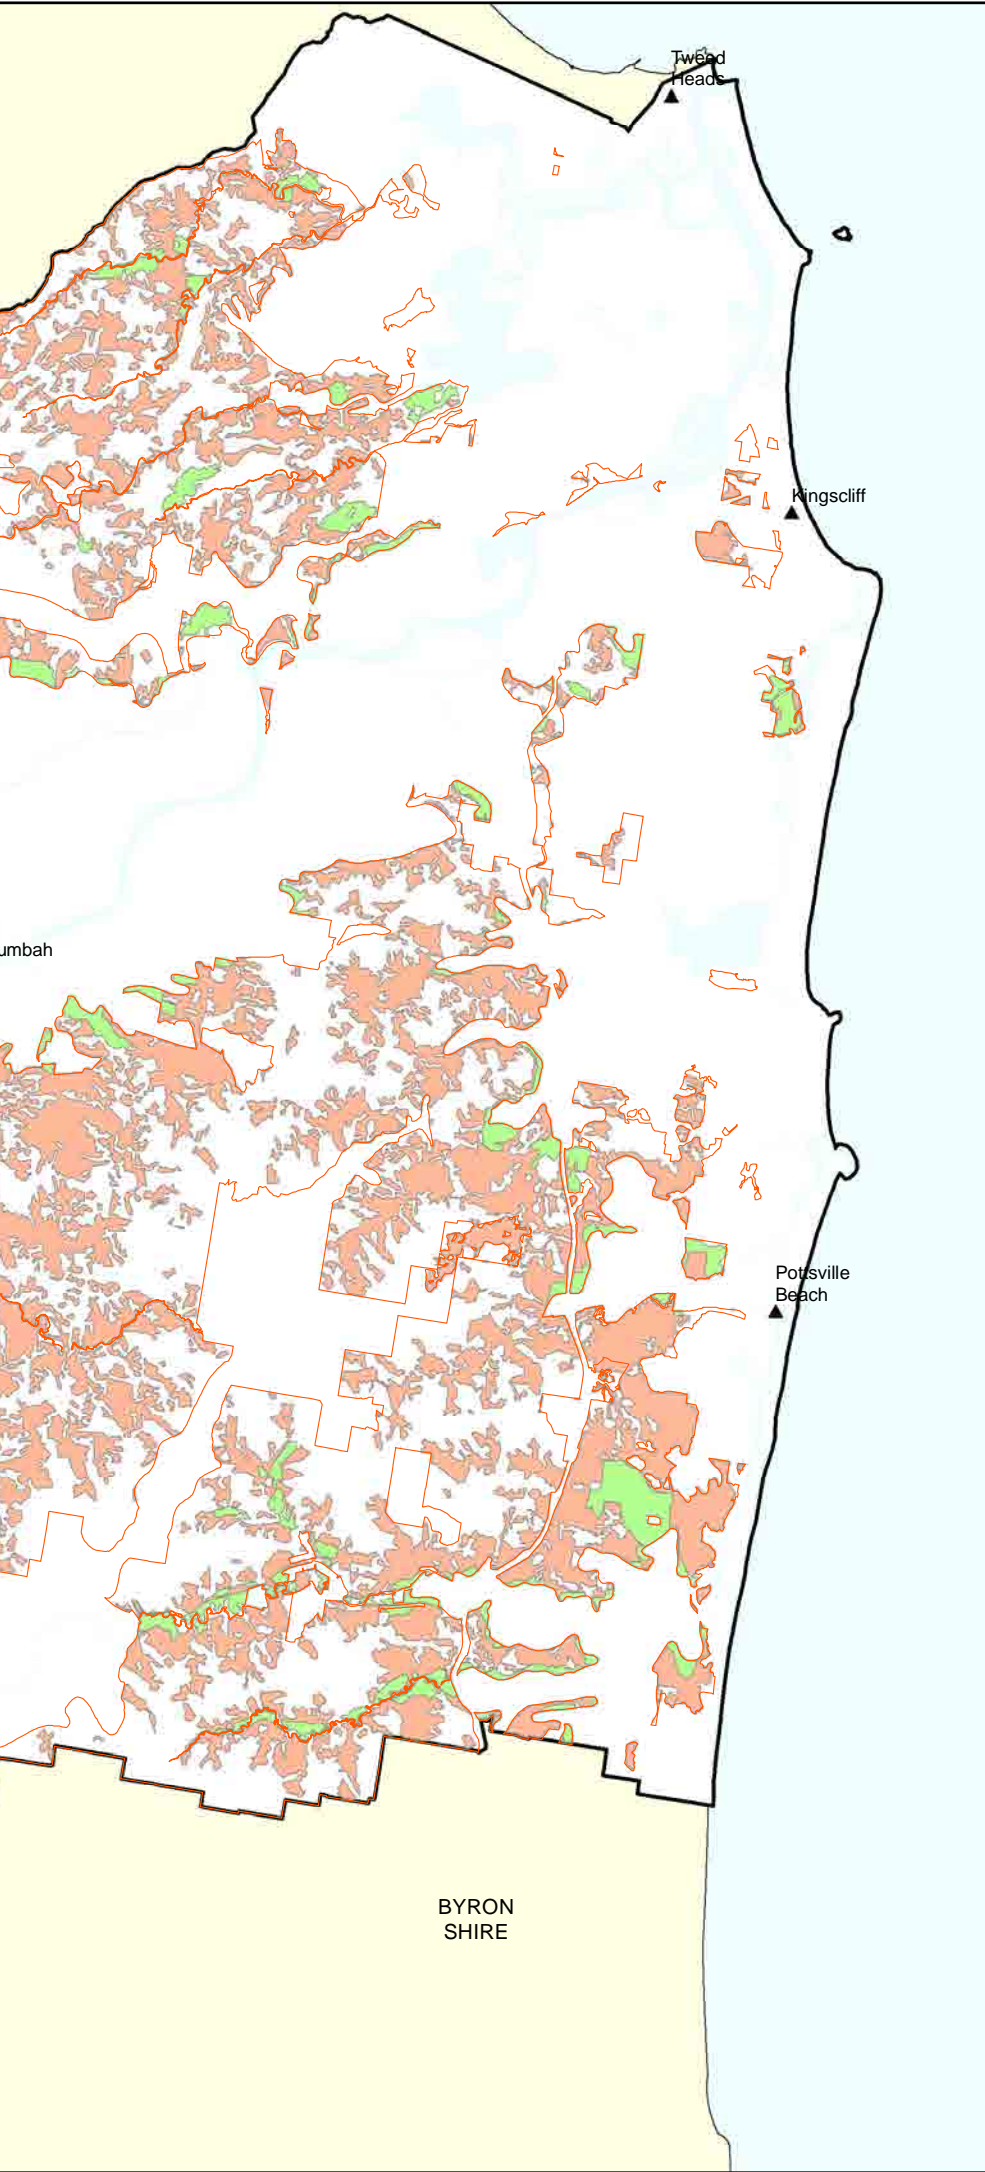 Tweed
Heads
Kingscliff
umbah
Pottsville
Beach
BYRON
SHIRE